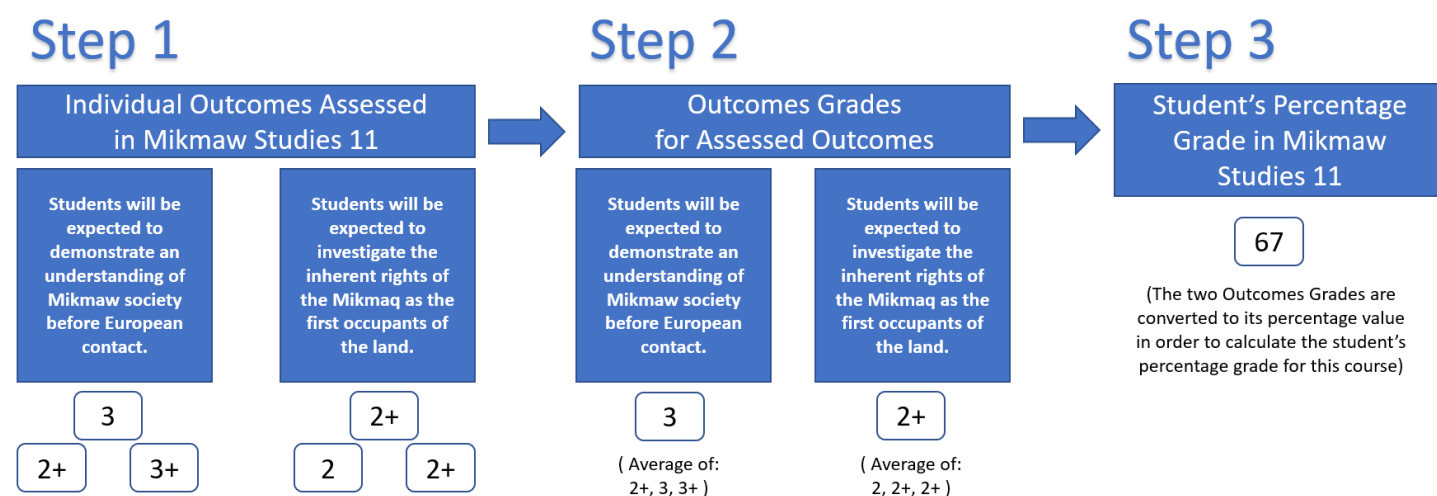 Step 1
Individual Outcomes Assessed
in Mikmaw Studies 11
Students will be
expected to
demonstrate an
understanding of
Mikmaw society
before European
contact.
3
2+
3+
Students will be
expected to
investigate the
inherent rights of
the Mikmaq as the
first occupants of
the land.
2+
2
2+
Step 2
Outcomes Grades
for Assessed Outcomes
Students will be
expected to
demonstrate an
understanding of
Mikmaw society
before European
contact.
3
( Average of:
2+, 3, 3+ )
Students will be
expected to
investigate the
inherent rights of
the Mikmaq as the
first occupants of
the land.
2+
( Average of:
2, 2+, 2+ )
Step 3
Student’s Percentage
Grade in Mikmaw
Studies 11
67
(The two Outcomes Grades are
converted to its percentage value
in order to calculate the student’s
percentage grade for this course)